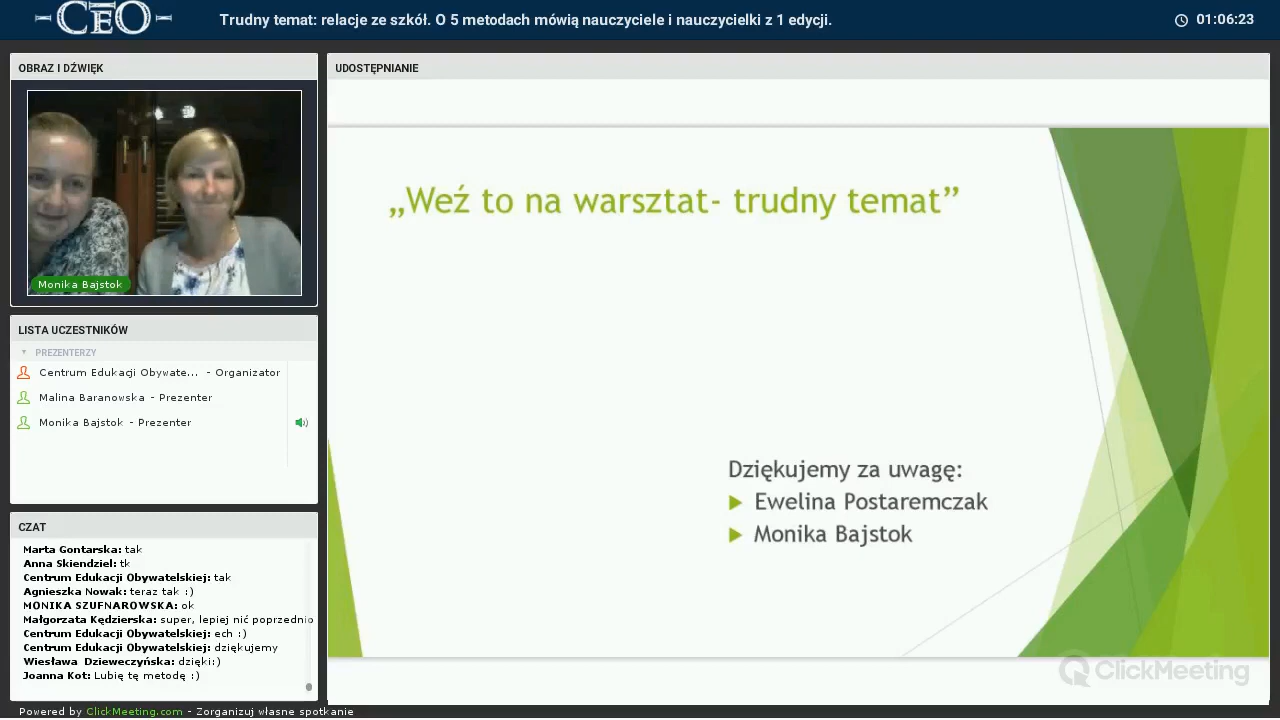 CEO
Trudny temat: relacje ze szkół. O 5 metodach mówią nauczyciele i nauczycielki z 1 edycji.
01:06:23
OBRAZ I DŹWIĘK
Monika Bajstok
LISTA UCZESTNIKÓW
PREZENTERZY
Centrum Edukacji Obywate... - Organizator
Malina Baranowska - Prezenter
Monika Bajstok - Prezenter
CZAT
Marta Gontarska: tak
Anna Skiendziel: tk
Centrum Edukacji Obywatelskiej: tak
Agnieszka Nowak: teraz tak :)
MONIKA SZUFNAROWSKA: ok
Małgorzata Kędzierska: super, lepiej nić poprzednio
Centrum Edukacji Obywatelskiej: ech :)
Centrum Edukacji Obywatelskiej: dziękujemy
Wiesława Dzieweczyńska: dzięki:)
Joanna Kot: Lubię tę metodę :)
UDOSTĘPNIANIE
„Weź to na warsztat- trudny temat”
Dziękujemy za uwagę:
Ewelina Postaremczak
Monika Bajstok
ClickMeeting
Powered by ClickMeeting.com - Zorganizuj własne spotkanie